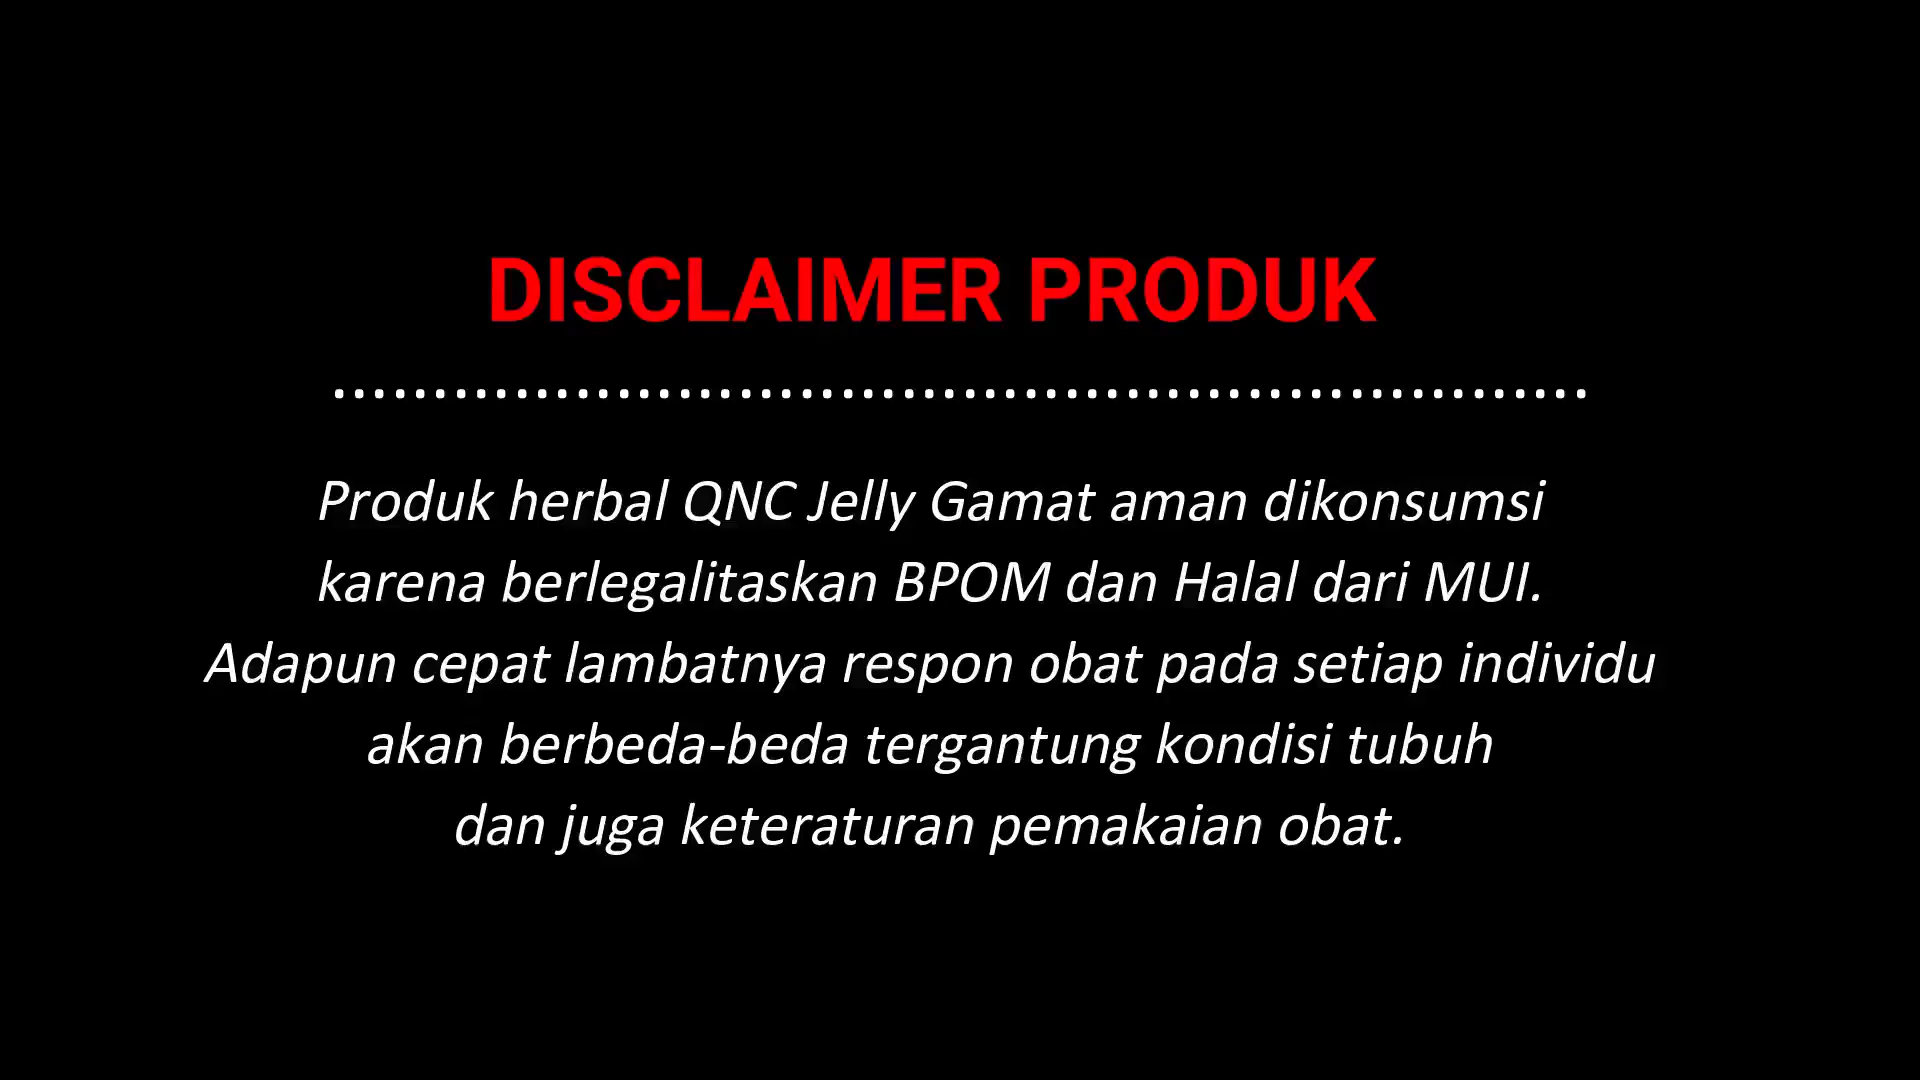 DISCLAIMER PRODUK
Produk herbal QNC Jelly Gamat aman dikonsumsi
karena berlegalitaskan BPOM dan Halal dari MUI.
Adapun cepat lambatnya respon obat pada setiap individu
akan berbeda-beda tergantung kondisi tubuh
dan juga keteraturan pemakaian obat.